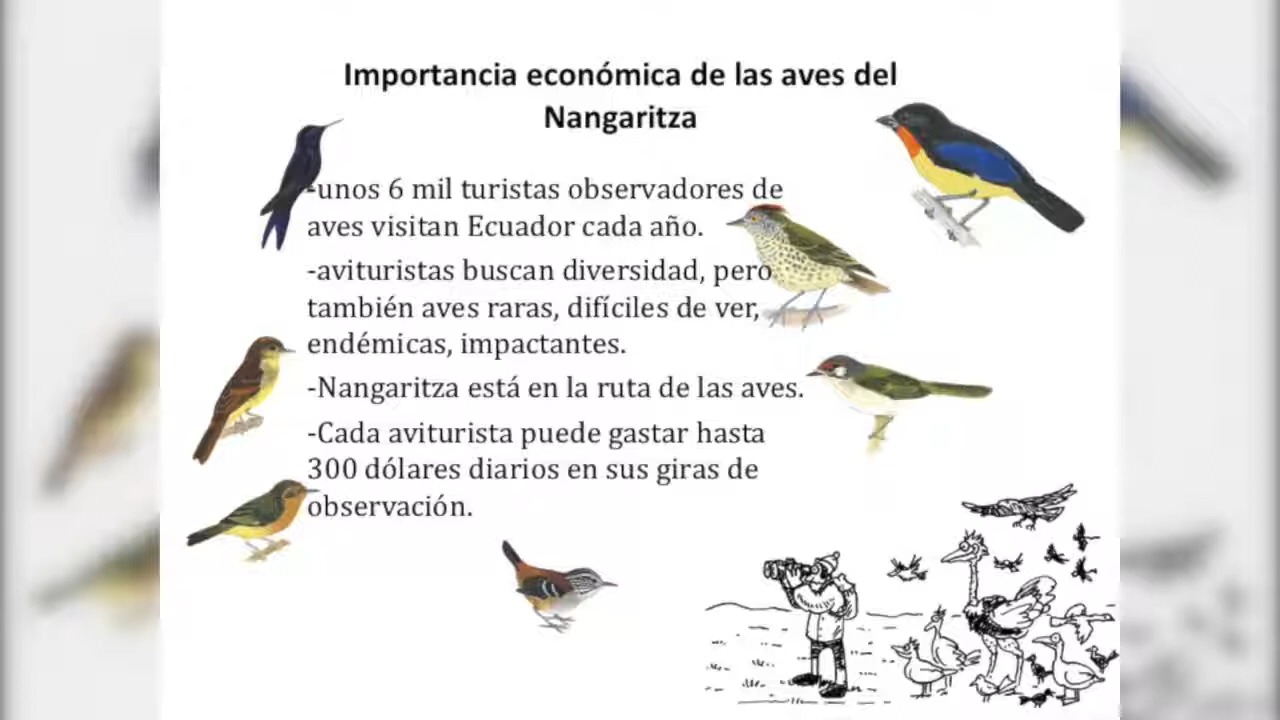 Importancia económica de las aves del
Nangaritza
-unos 6 mil turistas observadores de
aves visitan Ecuador cada año.
-avituristas buscan diversidad, pero
también aves raras, difíciles de ver,
endémicas, impactantes.
-Nangaritza está en la ruta de las aves.
-Cada aviturista puede gastar hasta
300 dólares diarios en sus giras de
observación.